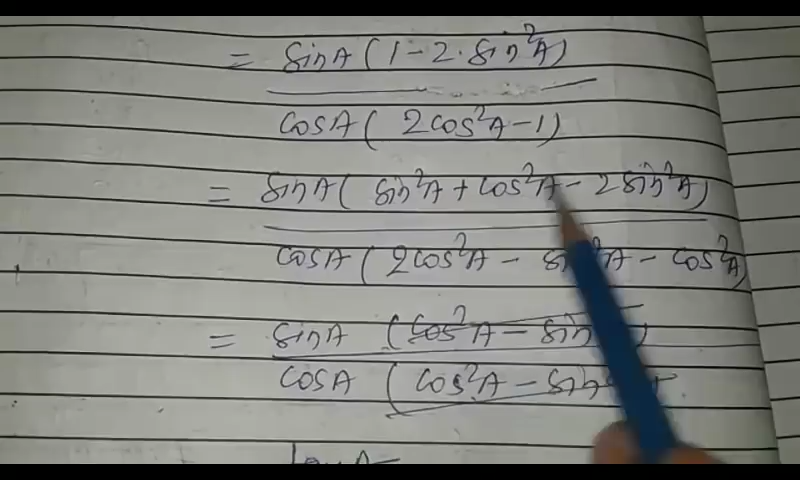 = sinA (1 - 2. sin²A)
cosA ( 2cos²A - 1)
= sinA ( sin²A + cos²A - 2 sin²A)
cosA ( 2cos²A - A - cos²A)
= sinA (cos²A - sin
cosA (cos²A - sin